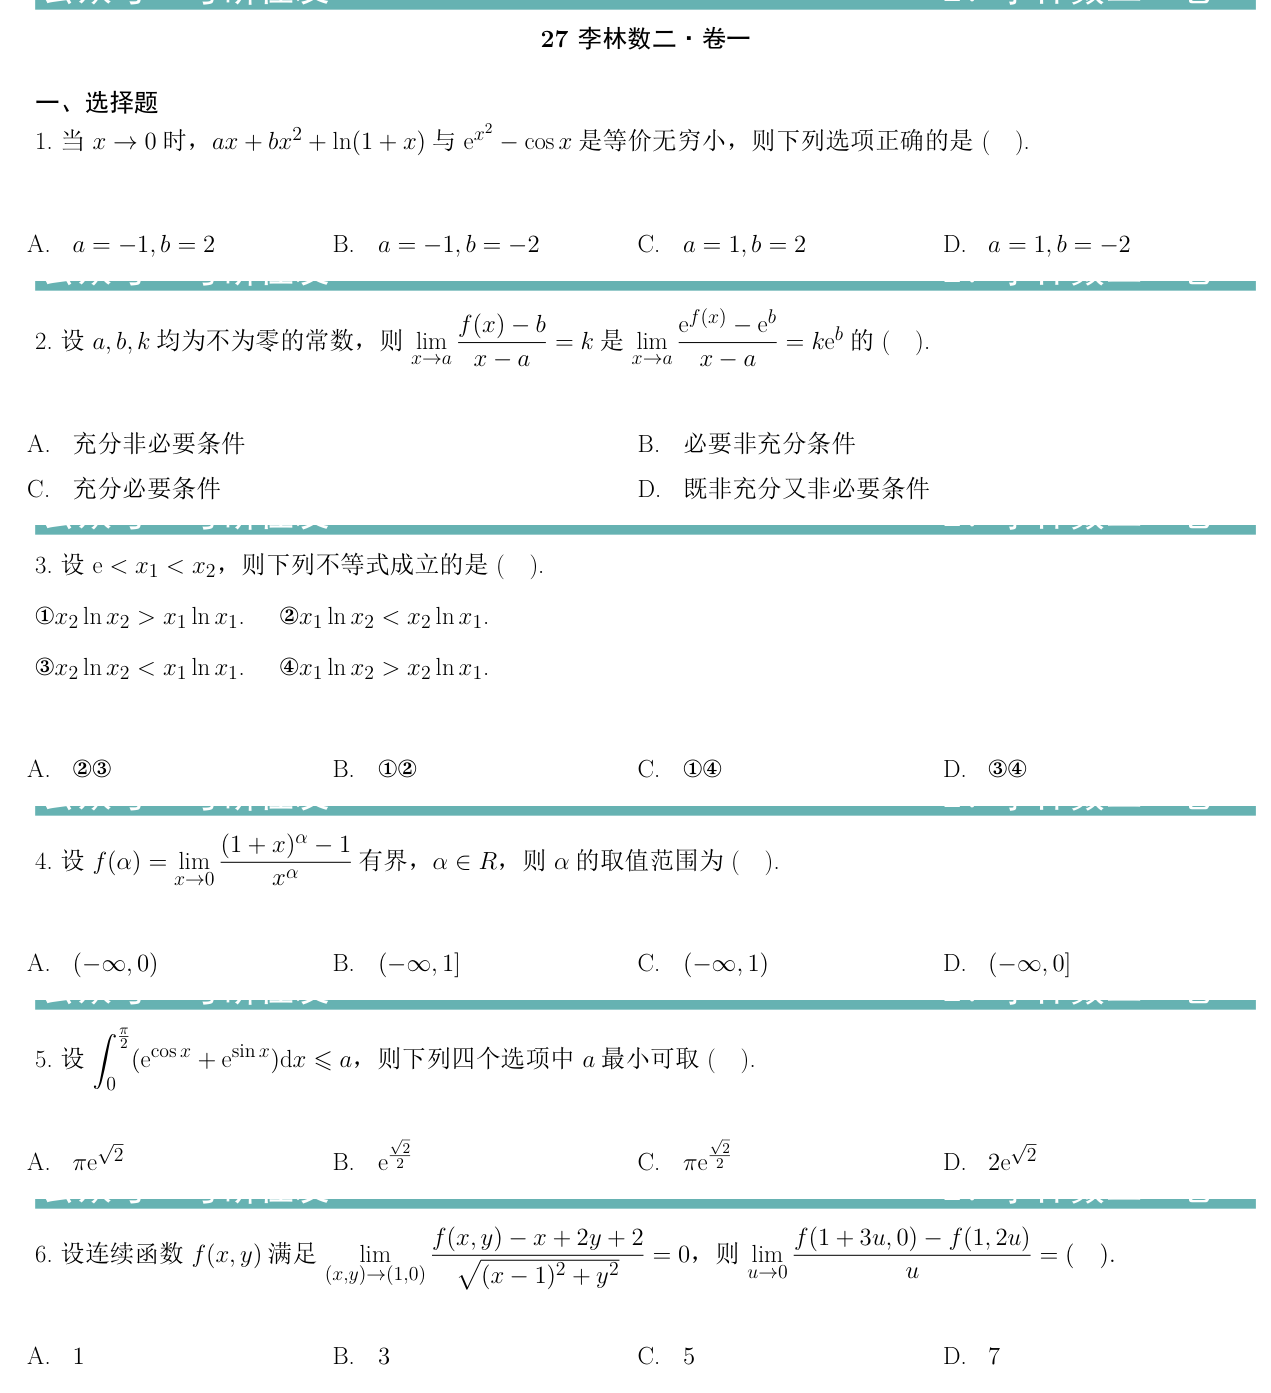 27 李林数二·卷一
一、选择题
1. 当 x → 0 时，ax + bx² + ln(1 + x) 与 e^{x²} − cos x 是等价无穷小，则下列选项正确的是 (   ).
A. a = −1, b = 2   B. a = −1, b = −2   C. a = 1, b = 2   D. a = 1, b = −2
2. 设 a, b, k 均为不为零的常数，则 lim_{x→a} \frac{f(x) − b}{x − a} = k 是 lim_{x→a} \frac{e^{f(x)} − e^b}{x − a} = ke^b 的 (   ).
A. 充分非必要条件   B. 必要非充分条件
C. 充分必要条件   D. 既非充分又非必要条件
3. 设 e < x₁ < x₂，则下列不等式成立的是 (   ).
①x₂ ln x₂ > x₁ ln x₁.   ②x₁ ln x₂ < x₂ ln x₁.
③x₂ ln x₂ < x₁ ln x₁.   ④x₁ ln x₂ > x₂ ln x₁.
A. ②③   B. ①②   C. ①④   D. ③④
4. 设 f(α) = lim_{x→0} \frac{(1 + x)^α − 1}{x^α} 有界，α ∈ R，则 α 的取值范围为 (   ).
A. (−∞, 0)   B. (−∞, 1]   C. (−∞, 1)   D. (−∞, 0]
5. 设 ∫_0^{\frac{π}{2}} (e^{cos x} + e^{sin x})dx ⩽ a，则下列四个选项中 a 最小可取 (   ).
A. πe^{√2}   B. e^{\frac{√2}{2}}   C. πe^{\frac{√2}{2}}   D. 2e^{√2}
6. 设连续函数 f(x, y) 满足 lim_{(x,y)→(1,0)} \frac{f(x, y) − x + 2y + 2}{\sqrt{(x − 1)² + y²}} = 0，则 lim_{u→0} \frac{f(1 + 3u, 0) − f(1, 2u)}{u} = (   ).
A. 1   B. 3   C. 5   D. 7